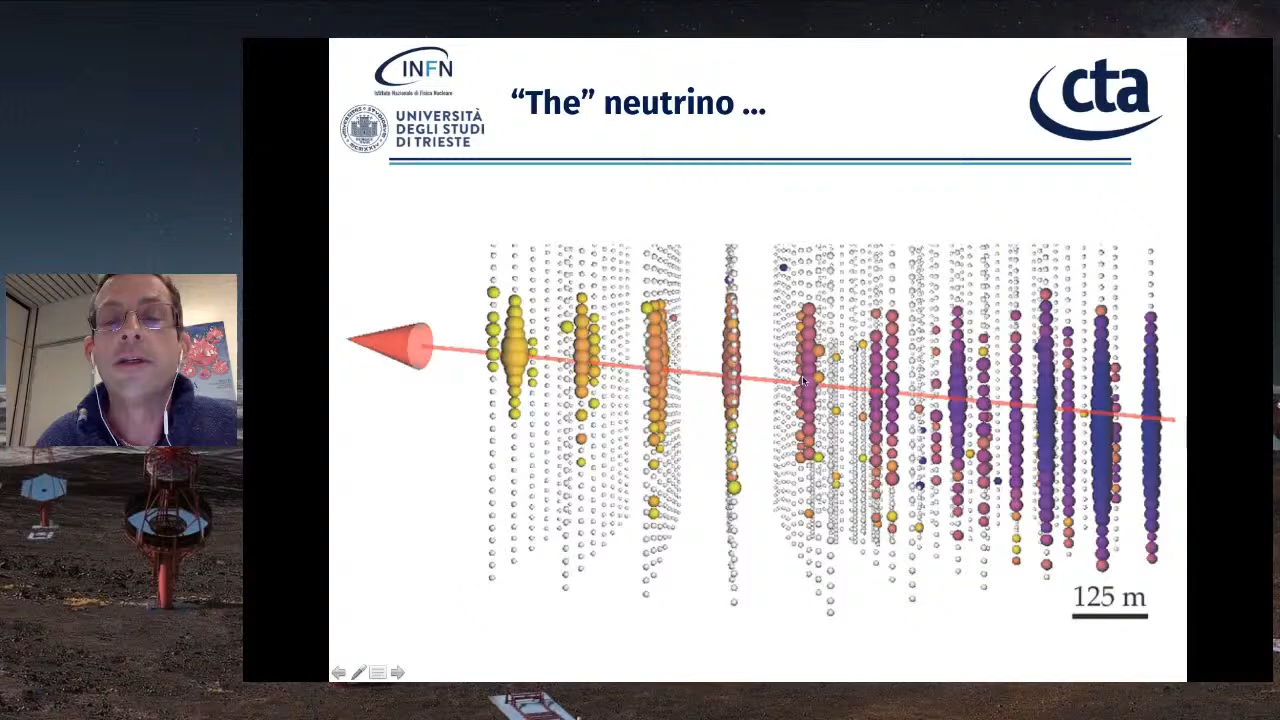 INFN
Istituto Nazionale di Fisica Nucleare
UNIVERSITÀ
DEGLI STUDI
DI TRIESTE
“The” neutrino ...
cta
125 m